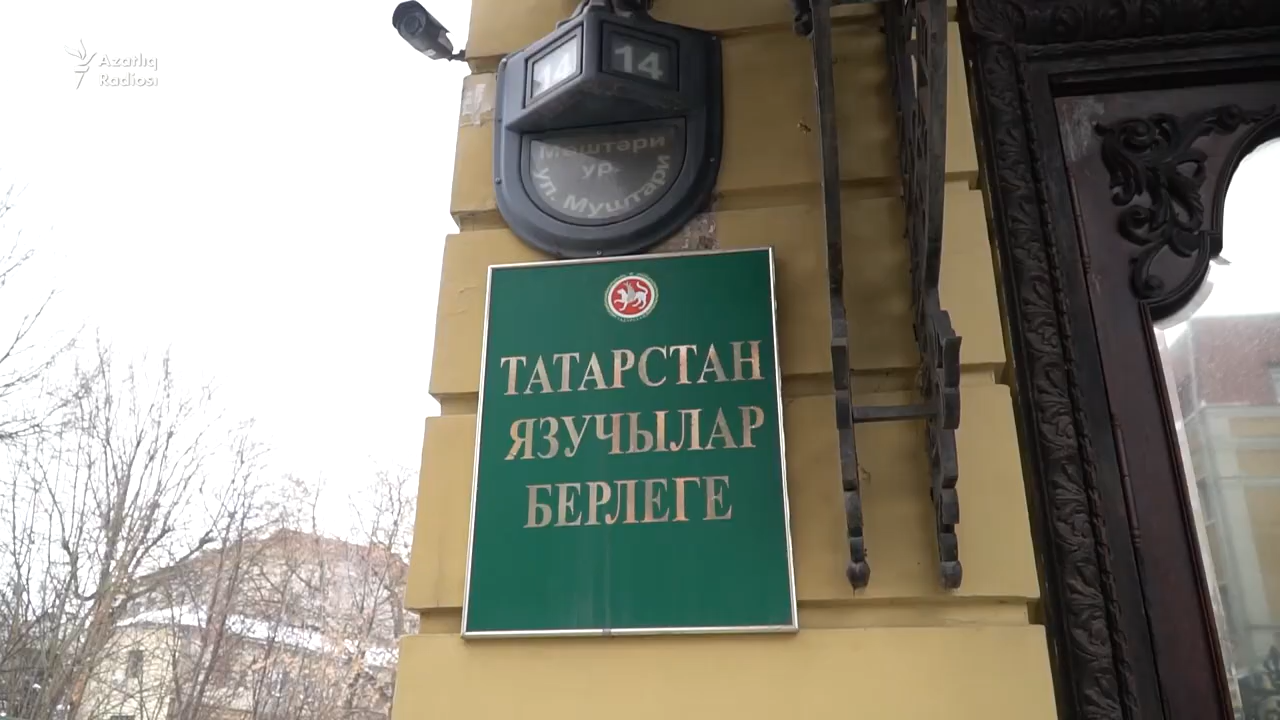 Azatlıq
Radiosı
14
14
Мөштәри
ур.
ул. Муштари
ТАТАРСТАН
ЯЗУЧЫЛАР
БЕРЛЕГЕ